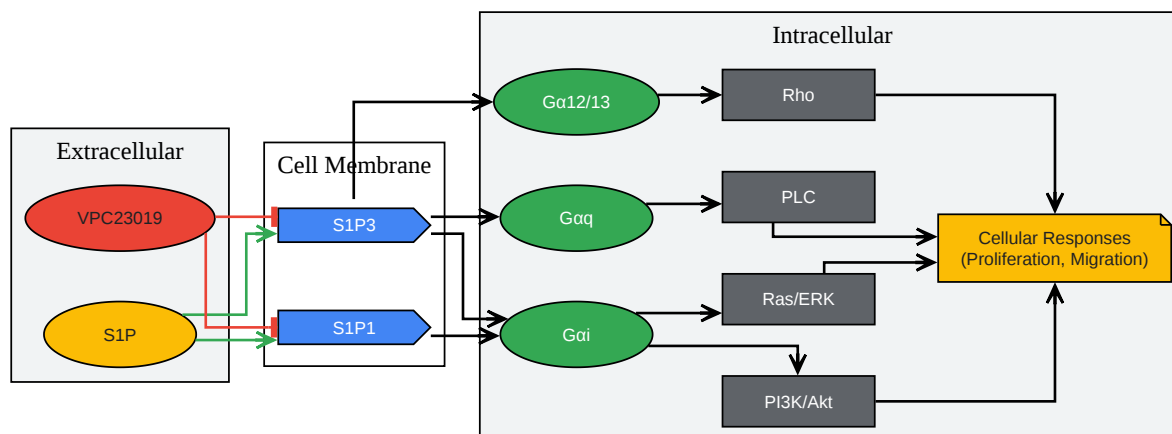 Extracellular
VPC23019
S1P
Cell Membrane
S1P3
S1P1
Intracellular
Gα12/13
Gαq
Gαi
Rho
PLC
Ras/ERK
PI3K/Akt
Cellular Responses
(Proliferation, Migration)